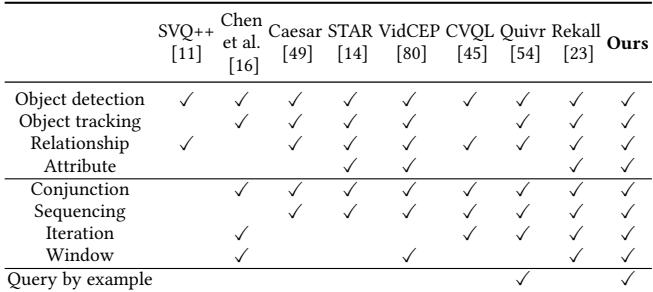 Chen
SVQ++ et al. Caesar STAR VidCEP CVQL Quivr Rekall Ours
[11] [16] [49] [14] [80] [45] [54] [23]
Object detection ✓ ✓ ✓ ✓ ✓ ✓ ✓ ✓ ✓
Object tracking ✓ ✓ ✓ ✓ ✓ ✓ ✓
Relationship ✓ ✓ ✓ ✓ ✓ ✓ ✓ ✓
Attribute ✓ ✓ ✓ ✓
Conjunction ✓ ✓ ✓ ✓ ✓ ✓ ✓ ✓
Sequencing ✓ ✓ ✓ ✓ ✓ ✓ ✓
Iteration ✓ ✓ ✓ ✓ ✓
Window ✓ ✓ ✓ ✓
Query by example ✓ ✓